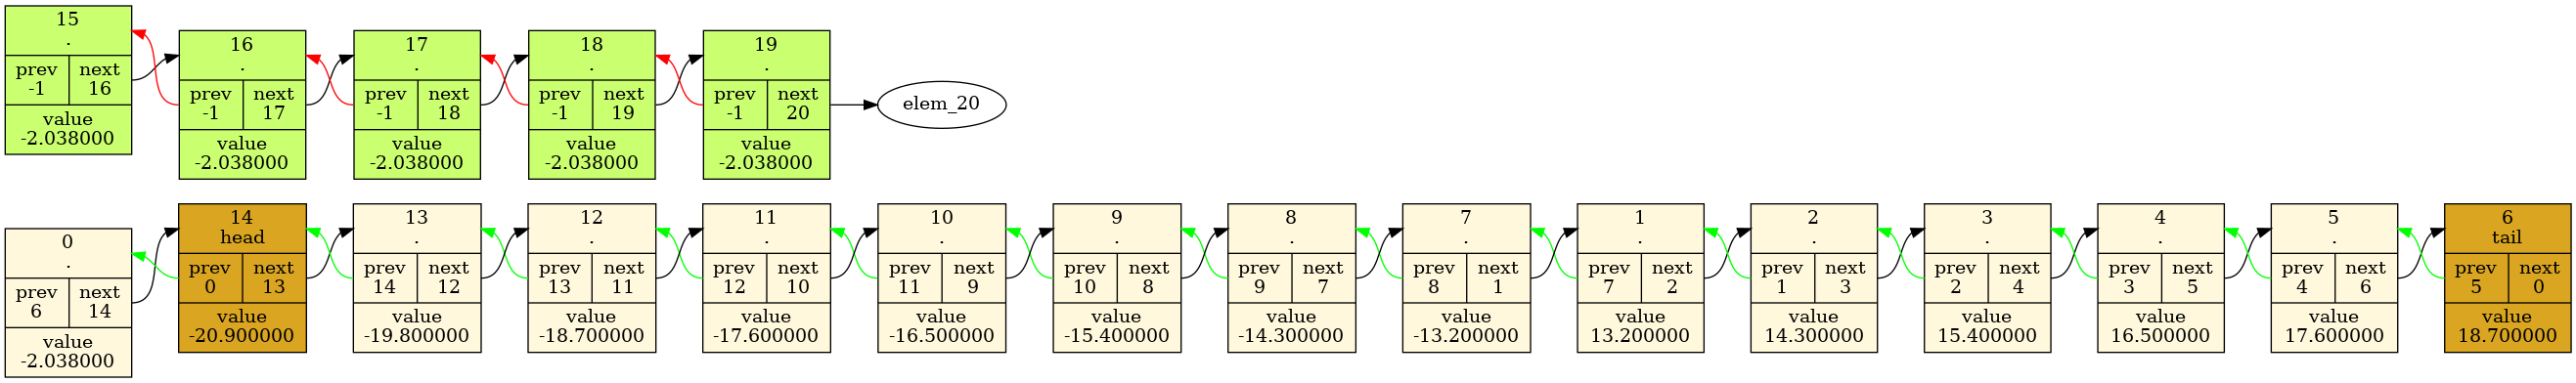 15
.
prev next
-1 16
value
-2.038000
16
.
prev next
-1 17
value
-2.038000
17
.
prev next
-1 18
value
-2.038000
18
.
prev next
-1 19
value
-2.038000
19
.
prev next
-1 20
value
-2.038000
elem_20
0
.
prev next
6 14
value
-2.038000
14
head
prev next
0 13
value
-20.900000
13
.
prev next
14 12
value
-19.800000
12
.
prev next
13 11
value
-18.700000
11
.
prev next
12 10
value
-17.600000
10
.
prev next
11 9
value
-16.500000
9
.
prev next
10 8
value
-15.400000
8
.
prev next
9 7
value
-14.300000
7
.
prev next
8 1
value
-13.200000
1
.
prev next
7 2
value
13.200000
2
.
prev next
1 3
value
14.300000
3
.
prev next
2 4
value
15.400000
4
.
prev next
3 5
value
16.500000
5
.
prev next
4 6
value
17.600000
6
tail
prev next
5 0
value
18.700000